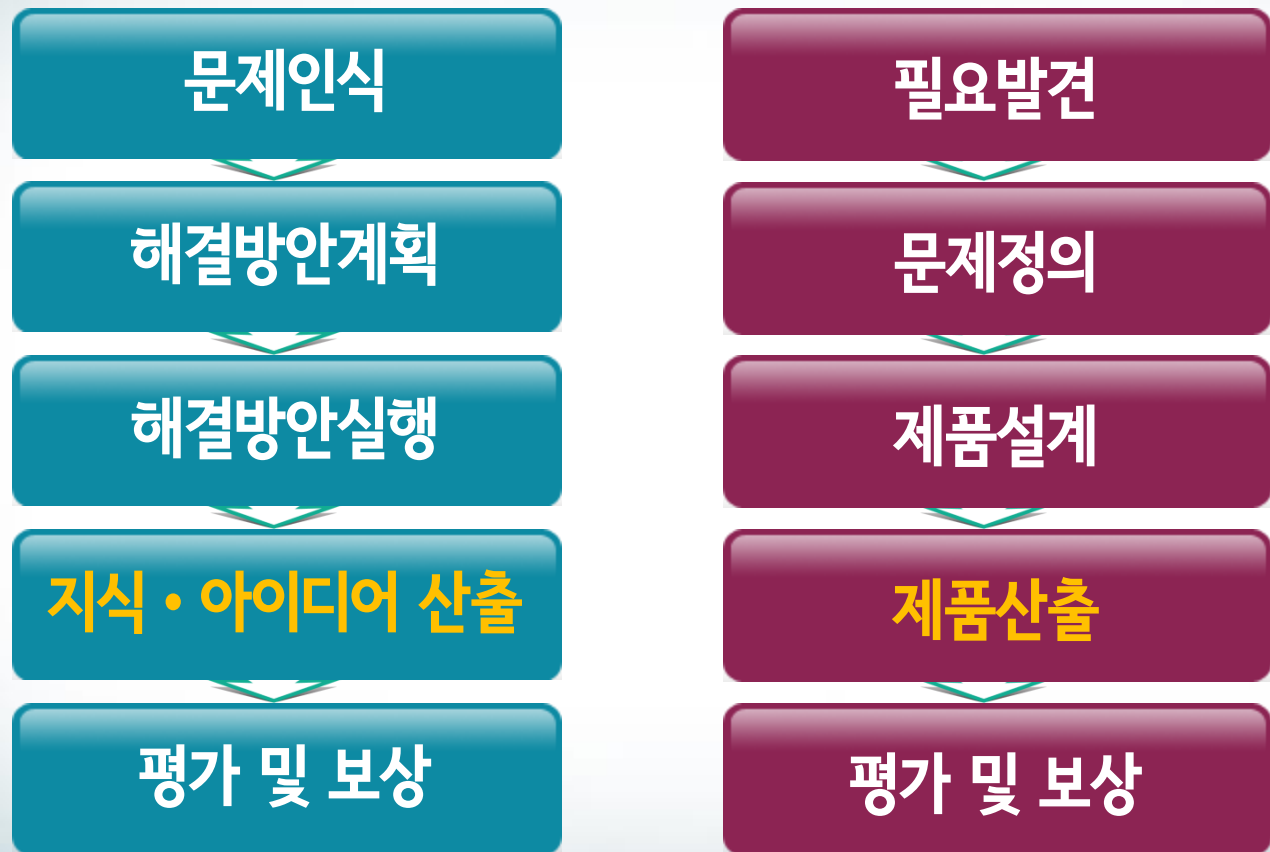 문제인식
해결방안계획
해결방안실행
지식・아이디어 산출
평가 및 보상
필요발견
문제정의
제품설계
제품산출
평가 및 보상